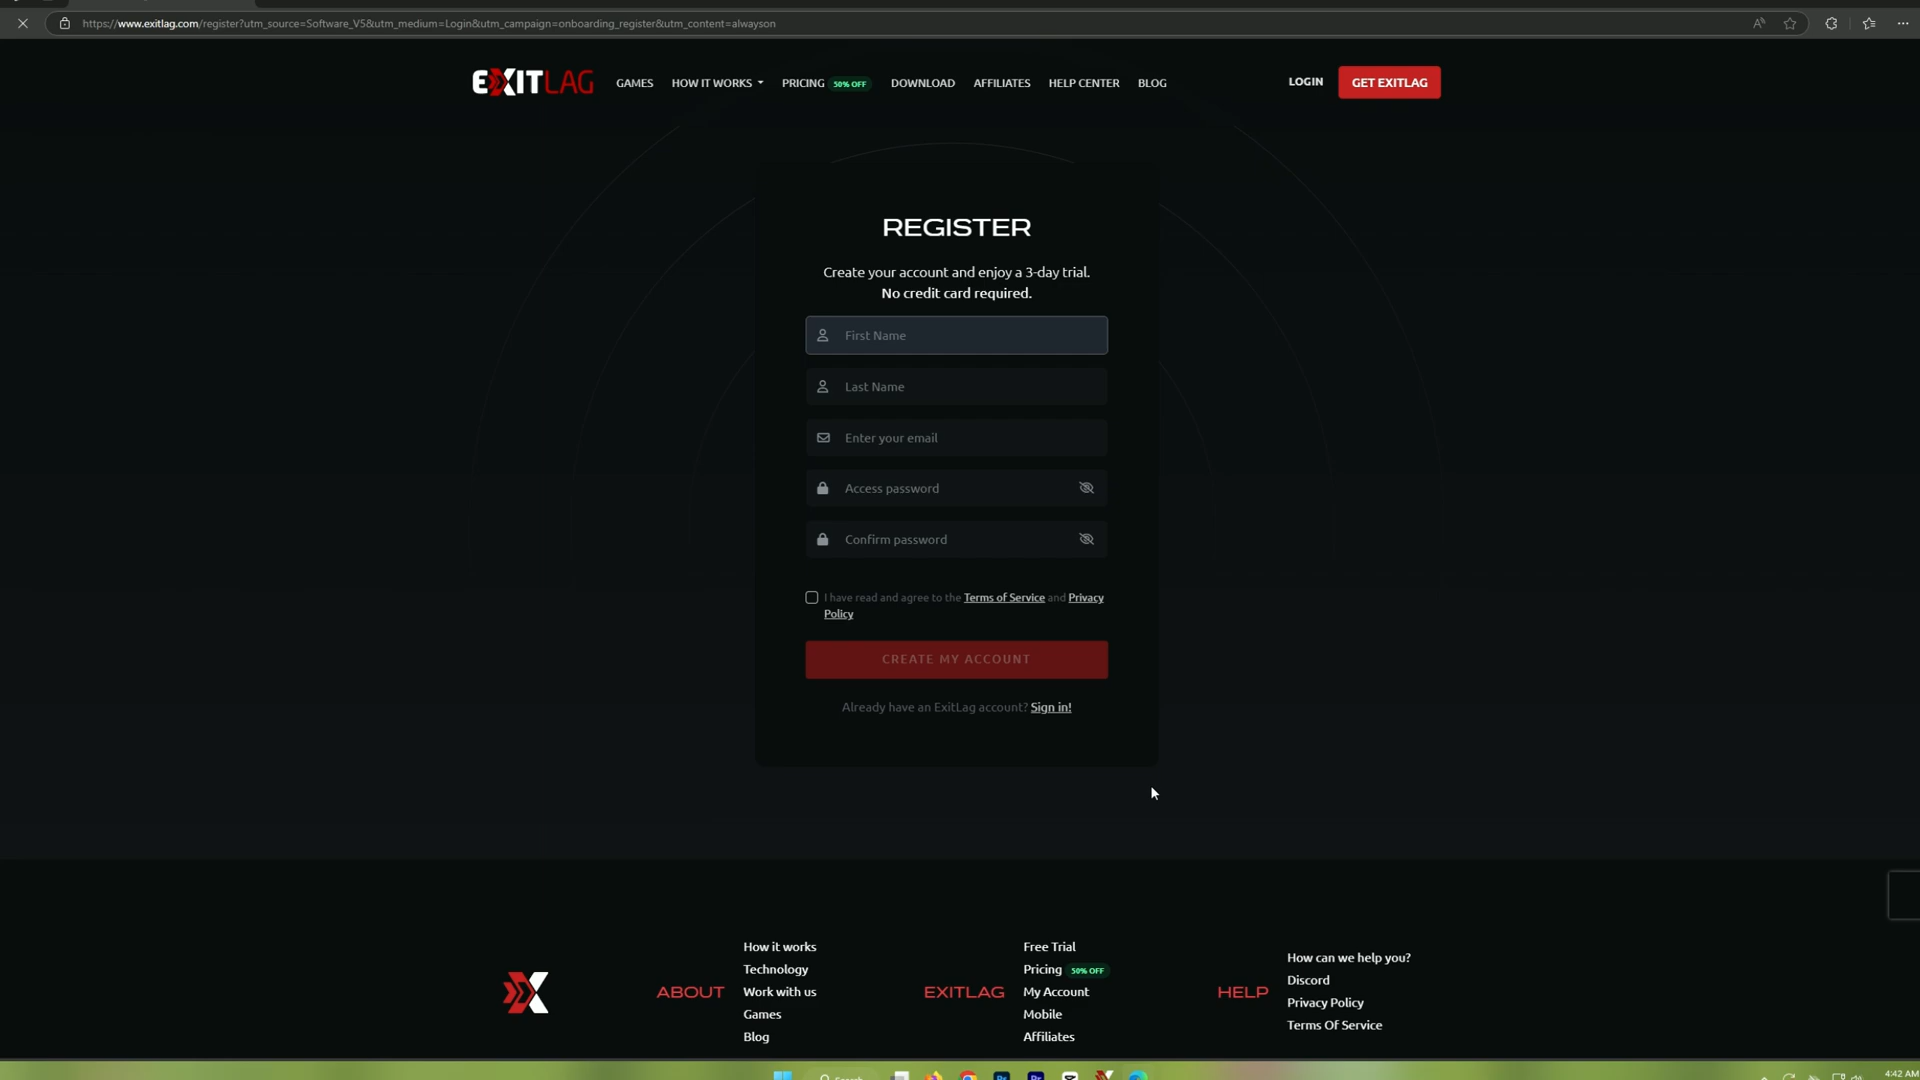 https://www.exitlag.com/register?utm_source=Software_V5&utm_medium=Login&utm_campaign=onboarding_register&utm_content=alwayson
EXITLAG
GAMES
HOW IT WORKS
PRICING 50% OFF
DOWNLOAD
AFFILIATES
HELP CENTER
BLOG
LOGIN
GET EXITLAG
REGISTER
Create your account and enjoy a 3-day trial.
No credit card required.
First Name
Last Name
Enter your email
Access password
Confirm password
I have read and agree to the Terms of Service and Privacy
Policy
CREATE MY ACCOUNT
Already have an ExitLag account? Sign in!
ABOUT
How it works
Technology
Work with us
Games
Blog
EXITLAG
Free Trial
Pricing 50% OFF
My Account
Mobile
Affiliates
HELP
How can we help you?
Discord
Privacy Policy
Terms Of Service
Search
4:42 AM